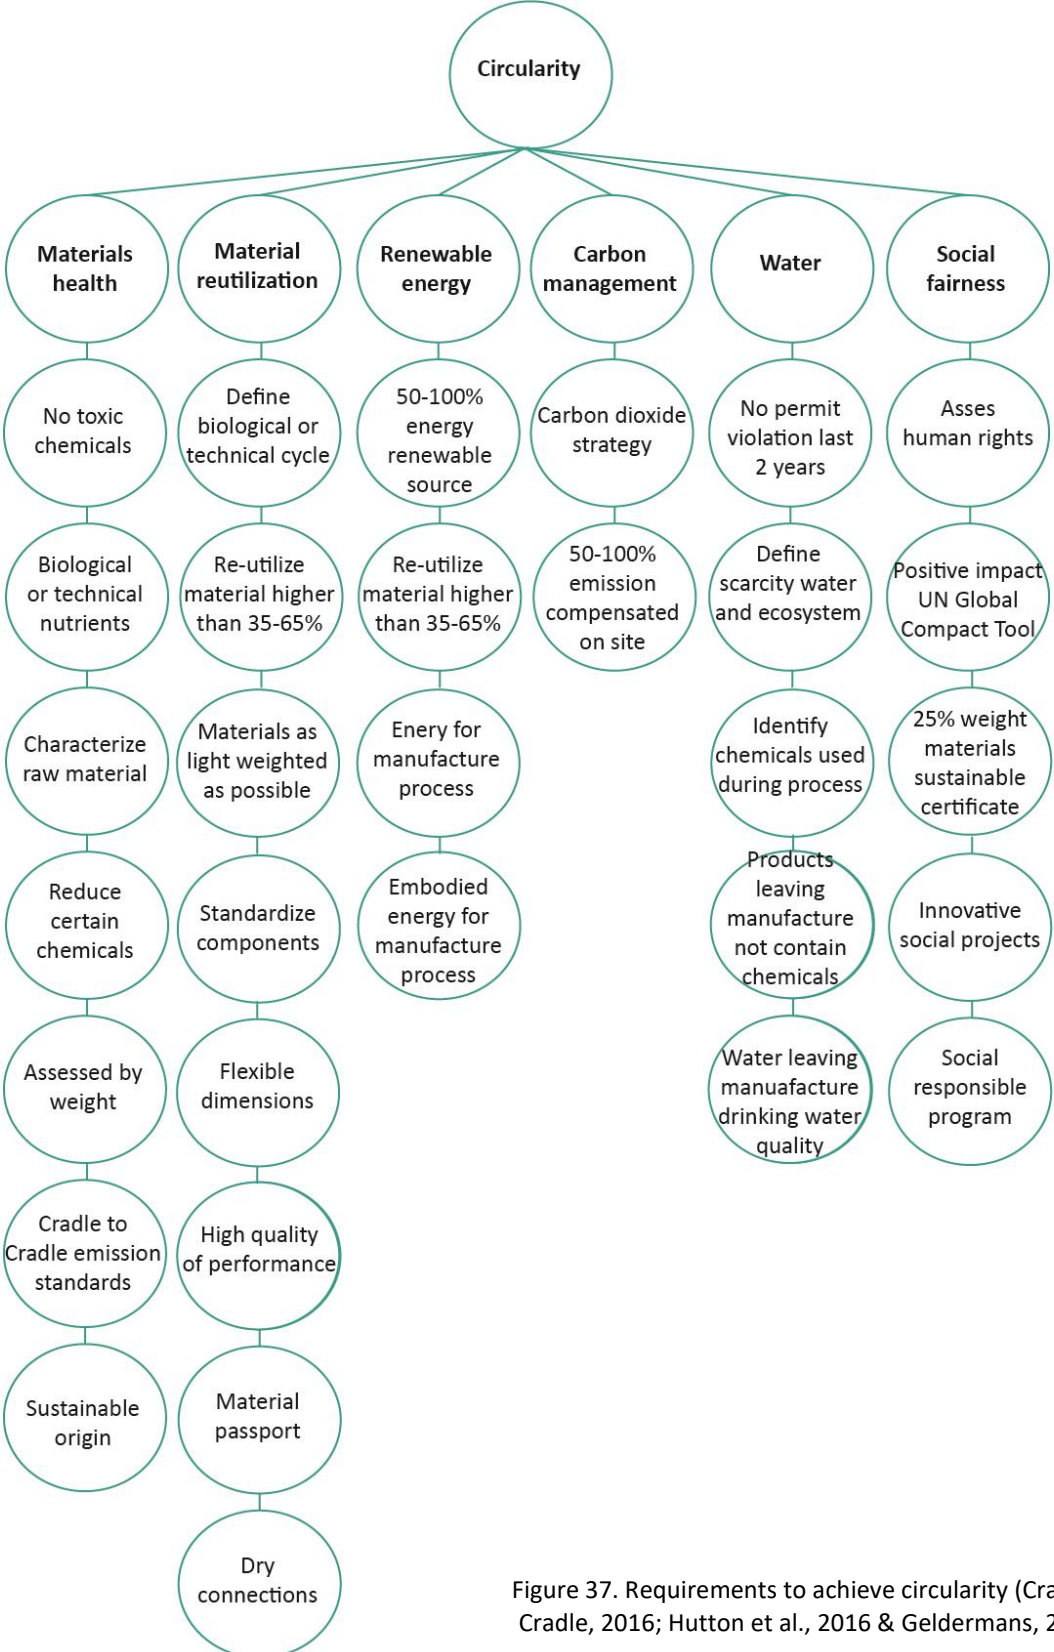 Circularity
Materials
health
Material
reutilization
Renewable
energy
Carbon
management
Water
Social
fairness
No toxic
chemicals
Biological
or technical
nutrients
Characterize
raw material
Reduce
certain
chemicals
Assessed by
weight
Cradle to
Cradle emission
standards
Sustainable
origin
Define
biological or
technical cycle
Re-utilize
material higher
than 35-65%
Materials as
light weighted
as possible
Standardize
components
Flexible
dimensions
High quality
of performance
Material
passport
Dry
connections
50-100%
energy
renewable
source
Re-utilize
material higher
than 35-65%
Enery for
manufacture
process
Embodied
energy for
manufacture
process
Carbon dioxide
strategy
50-100%
emission
compensated
on site
No permit
violation last
2 years
Define
scarcity water
and ecosystem
Identify
chemicals used
during process
Products
leaving
manufacture
not contain
chemicals
Water leaving
manuafacture
drinking water
quality
Asses
human rights
Positive impact
UN Global
Compact Tool
25% weight
materials
sustainable
certificate
Innovative
social projects
Social
responsible
program
Figure 37. Requirements to achieve circularity (Cra
Cradle, 2016; Hutton et al., 2016 & Geldermans, 2